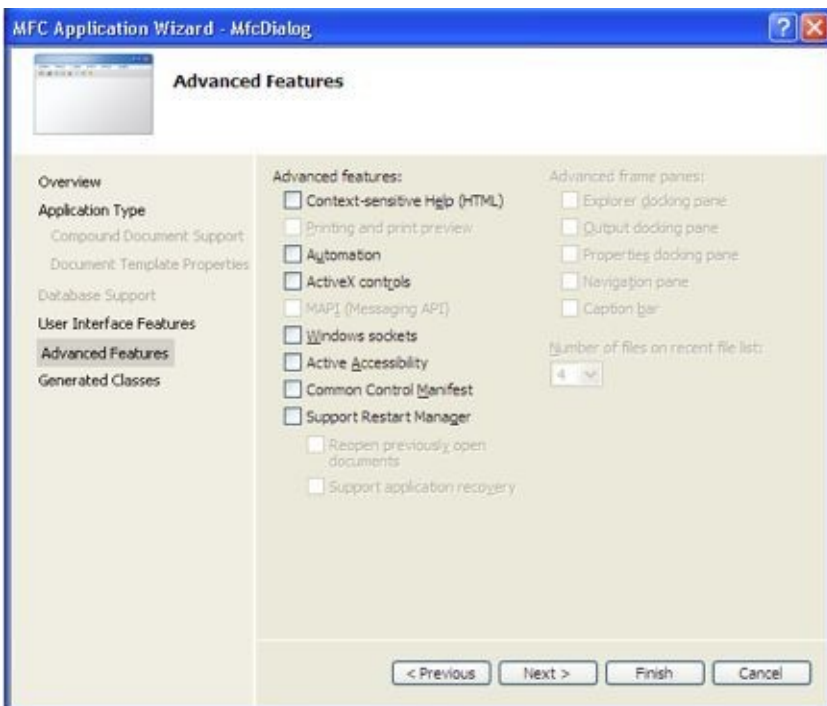 MFC Application Wizard - MfcDialog
Advanced Features
Overview
Application Type
Compound Document Support
Document Template Properties
Database Support
User Interface Features
Advanced Features
Generated Classes
Advanced features:
Context-sensitive Help (HTML)
Printing and print preview
Automation
ActiveX controls
MAPI (Messaging API)
Windows sockets
Active Accessibility
Common Control Manifest
Support Restart Manager
Reopen previously open
documents
Support application recovery
Advanced frame panes:
Explorer docking pane
Output docking pane
Properties docking pane
Navigation pane
Caption bar
Number of files on recent file list:
4
< Previous
Next >
Finish
Cancel